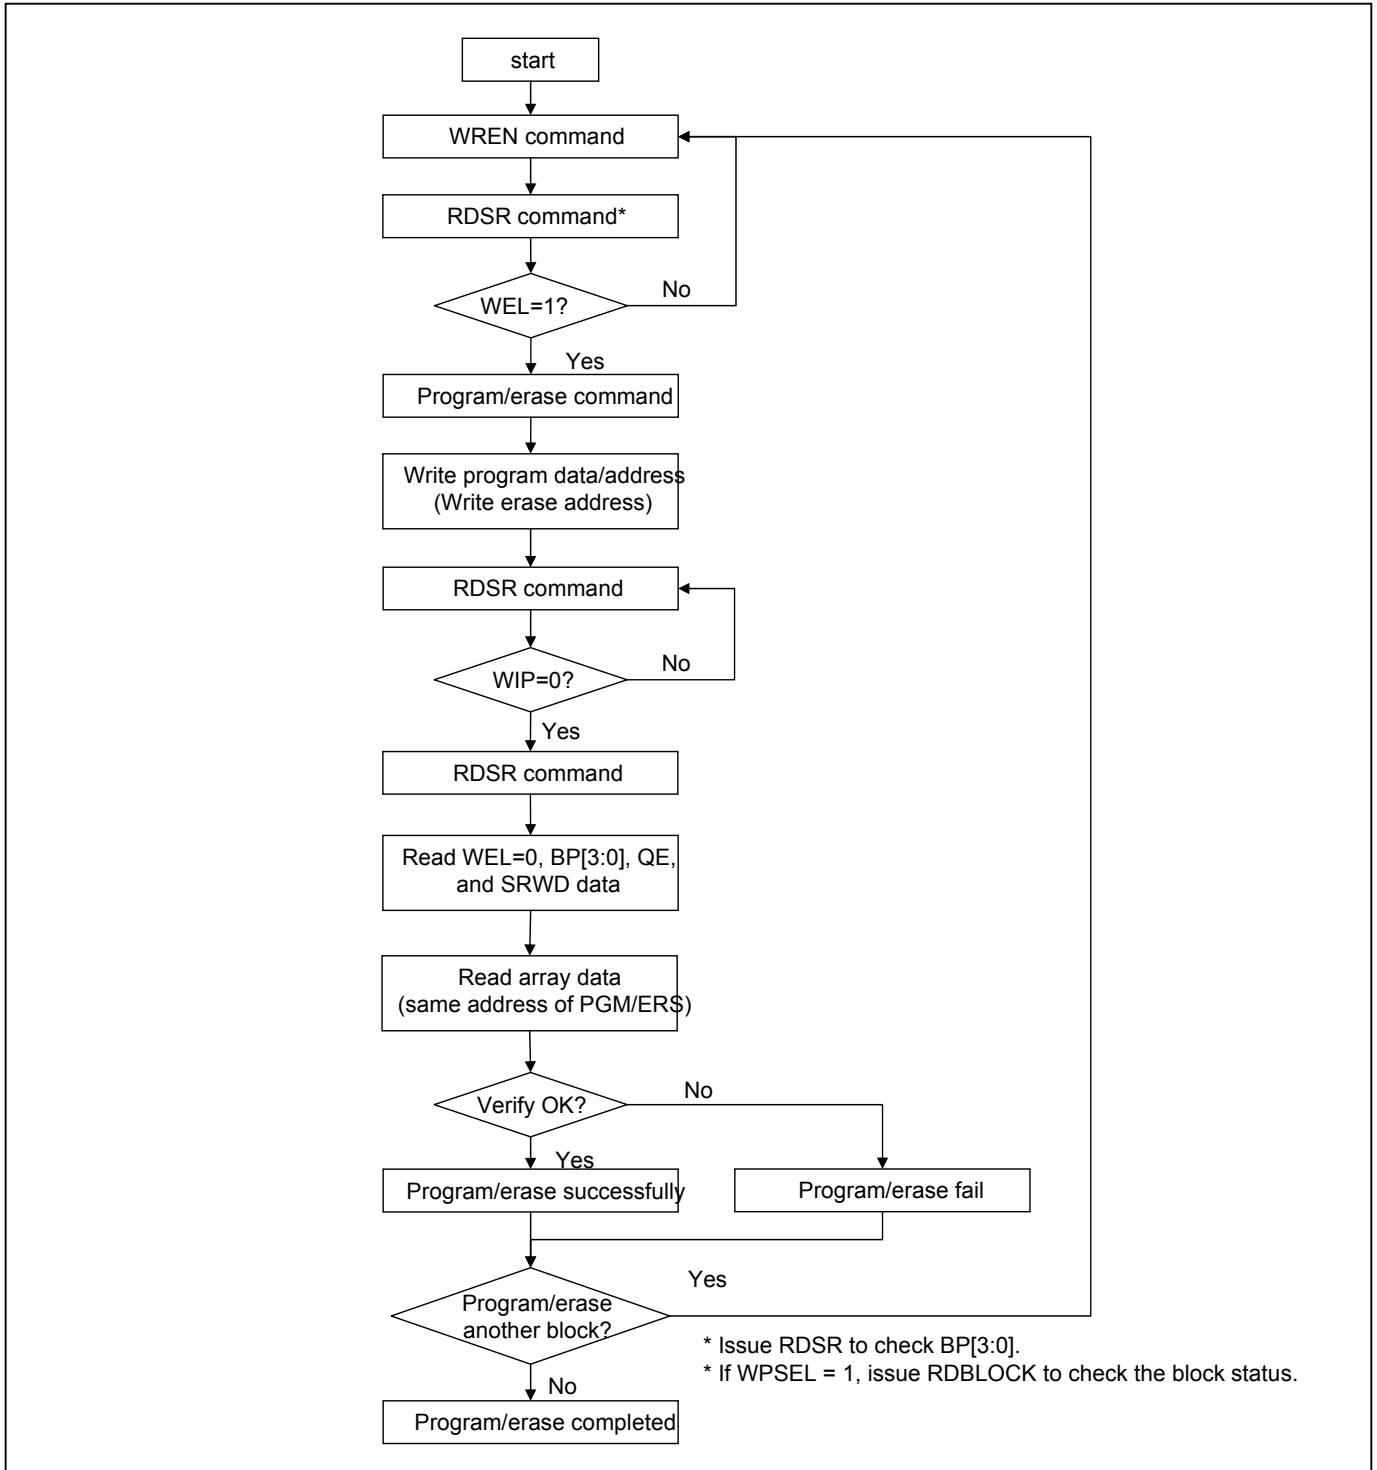 start
WREN command
RDSR command*
WEL=1?
No
Yes
Program/erase command
Write program data/address
(Write erase address)
RDSR command
WIP=0?
No
Yes
RDSR command
Read WEL=0, BP[3:0], QE,
and SRWD data
Read array data
(same address of PGM/ERS)
Verify OK?
No
Yes
Program/erase successfully
Program/erase fail
Program/erase
another block?
Yes
* Issue RDSR to check BP[3:0].
* If WPSEL = 1, issue RDBLOCK to check the block status.
No
Program/erase completed